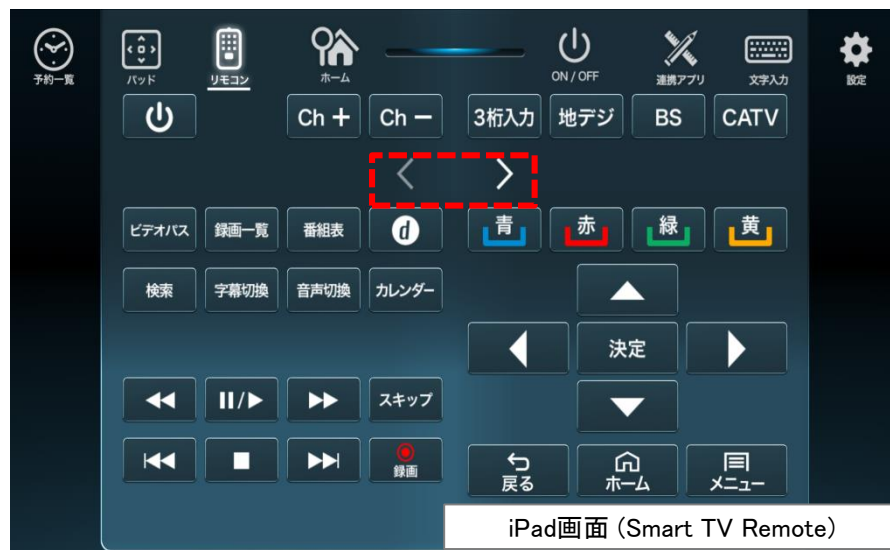 予約一覧
パッド
リモコン
ホーム
ON / OFF
連携アプリ
文字入力
設定
Ch +
Ch −
3桁入力
地デジ
BS
CATV
ビデオパス
録画一覧
番組表
d
青
赤
緑
黄
検索
字幕切換
音声切換
カレンダー
決定
スキップ
録画
戻る
ホーム
メニュー
iPad画面（Smart TV Remote）